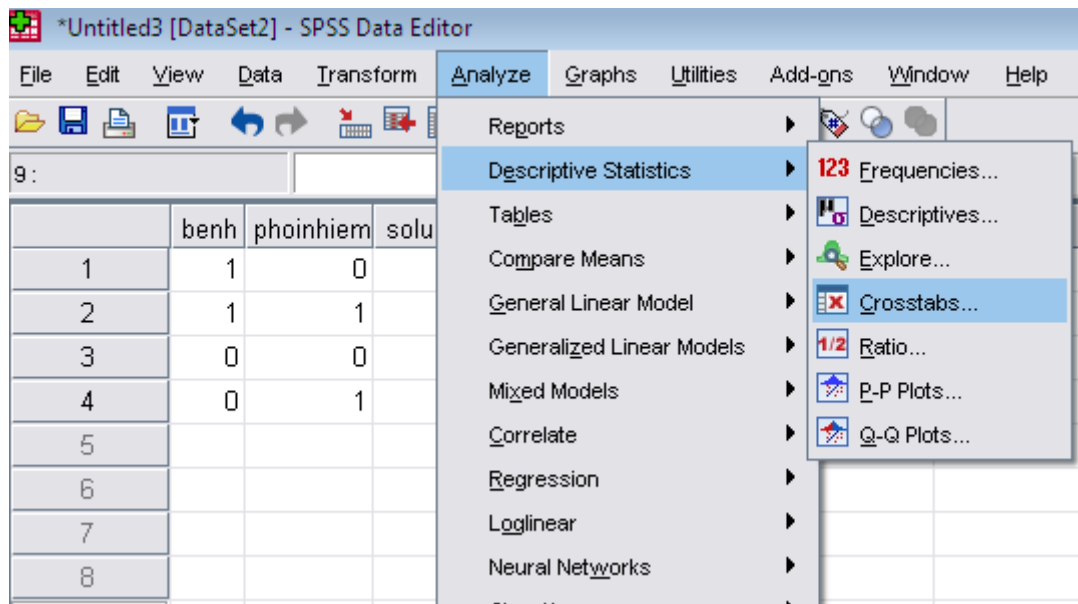 *Untitled3 [DataSet2] - SPSS Data Editor
File Edit View Data Transform Analyze Graphs Utilities Add-ons Window Help
9 :
benh phoinhiem solu
1 1 0
2 1 1
3 0 0
4 0 1
5
6
7
8
Reports
Descriptive Statistics
Tables
Compare Means
General Linear Model
Generalized Linear Models
Mixed Models
Correlate
Regression
Loglinear
Neural Networks
123 Frequencies...
μσ Descriptives...
Explore...
Crosstabs...
1/2 Ratio...
P-P Plots...
Q-Q Plots...